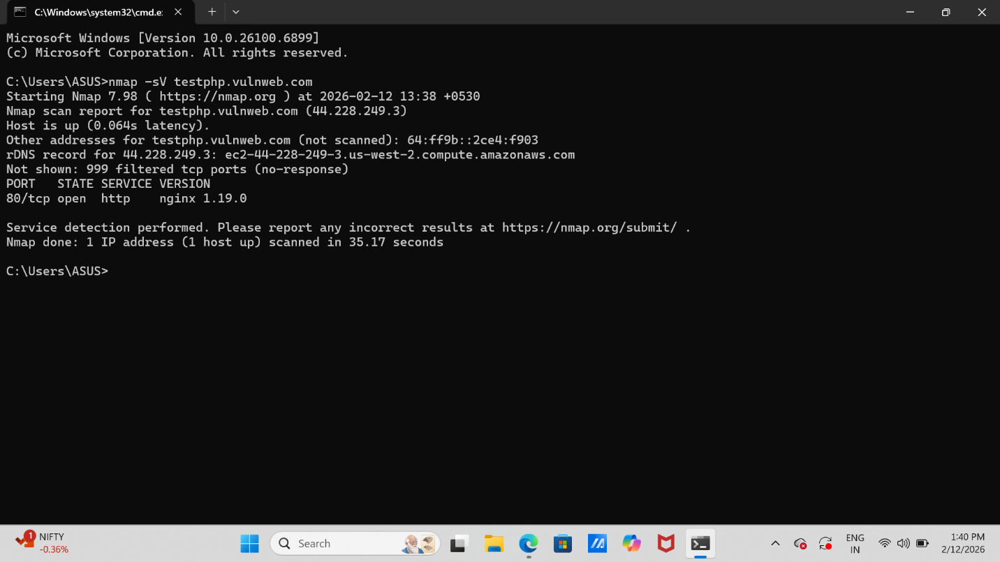 C:\Windows\system32\cmd.e:
Microsoft Windows [Version 10.0.26100.6899]
(c) Microsoft Corporation. All rights reserved.
C:\Users\ASUS>nmap -sV testphp.vulnweb.com
Starting Nmap 7.98 ( https://nmap.org ) at 2026-02-12 13:38 +0530
Nmap scan report for testphp.vulnweb.com (44.228.249.3)
Host is up (0.064s latency).
Other addresses for testphp.vulnweb.com (not scanned): 64:ff9b::2ce4:f903
rDNS record for 44.228.249.3: ec2-44-228-249-3.us-west-2.compute.amazonaws.com
Not shown: 999 filtered tcp ports (no-response)
PORT   STATE SERVICE VERSION
80/tcp open  http    nginx 1.19.0
Service detection performed. Please report any incorrect results at https://nmap.org/submit/ .
Nmap done: 1 IP address (1 host up) scanned in 35.17 seconds
C:\Users\ASUS>
1
NIFTY
-0.36%
Search
ENG
IN
1:40 PM
2/12/2026